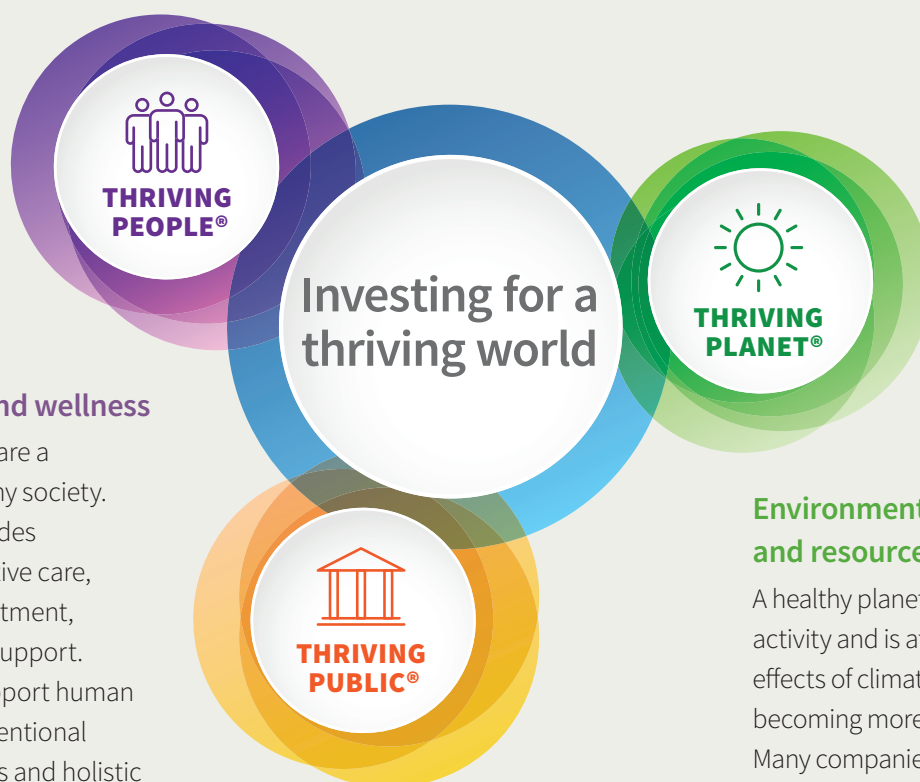 THRIVING
PEOPLE®
Investing for a
thriving world
THRIVING
PLANET®
THRIVING
PUBLIC®
nd wellness
are a
ny society.
des
tive care,
tment,
upport.
port human
entional
s and holistic
Environment
and resource
A healthy planet
activity and is a
effects of climat
becoming more
Many companie